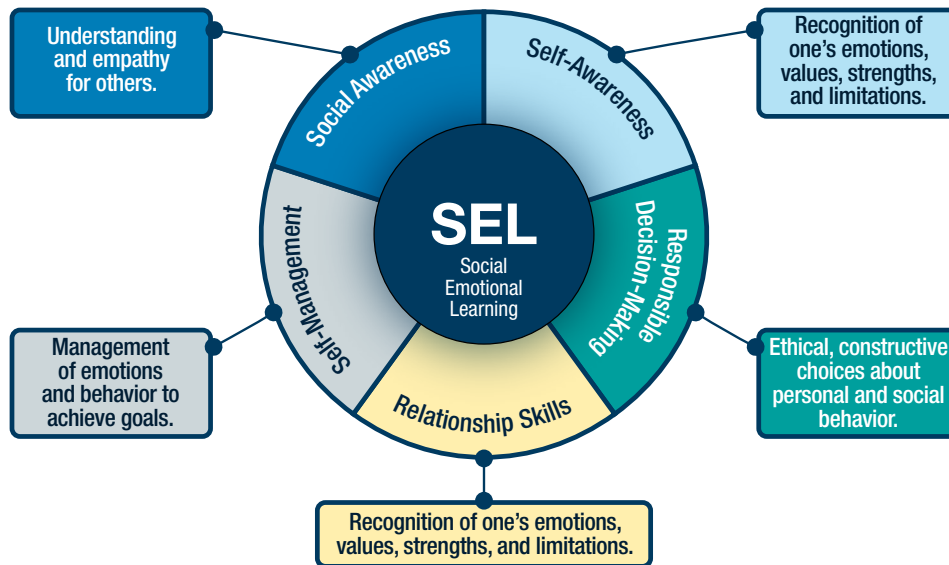 Understanding
and empathy
for others.
Social Awareness
Self-Awareness
Recognition of
one's emotions,
values, strengths,
and limitations.
SEL
Social
Emotional
Learning
Self-Management
Responsible
Decision-Making
Management
of emotions
and behavior to
achieve goals.
Relationship Skills
Ethical, constructive
choices about
personal and social
behavior.
Recognition of one's emotions,
values, strengths, and limitations.